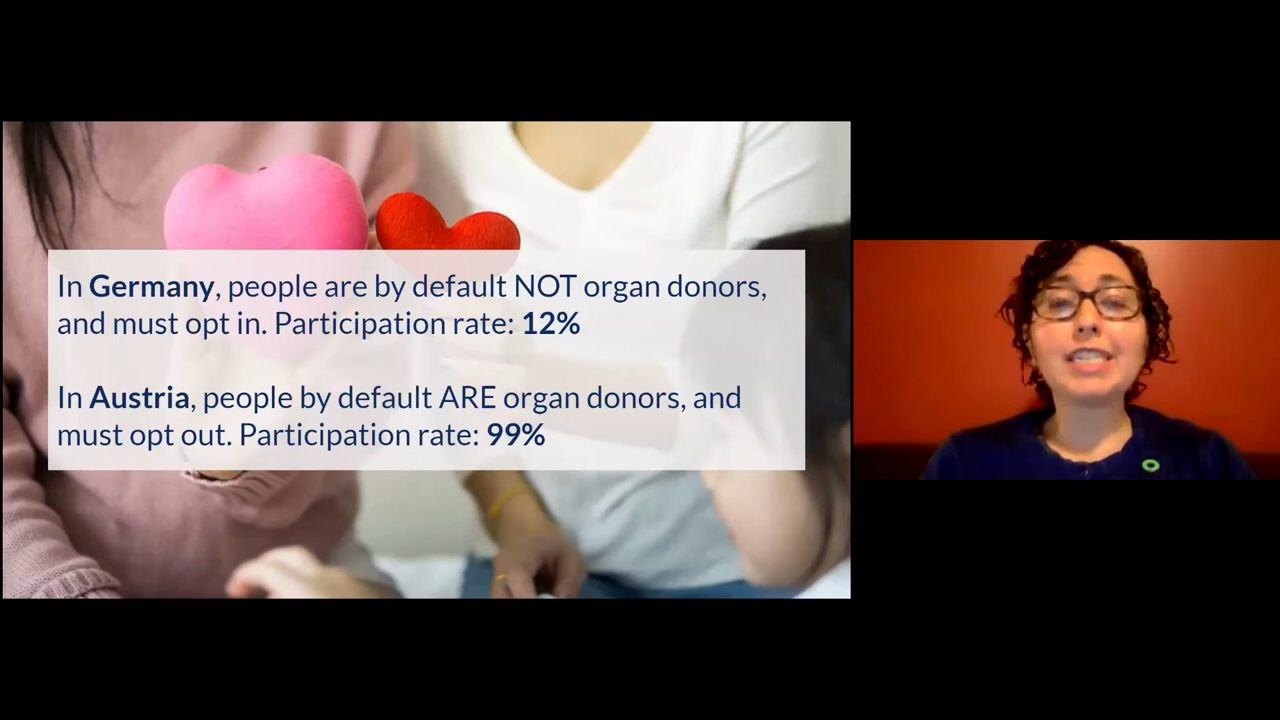 In Germany, people are by default NOT organ donors,
and must opt in. Participation rate: 12%
In Austria, people by default ARE organ donors, and
must opt out. Participation rate: 99%